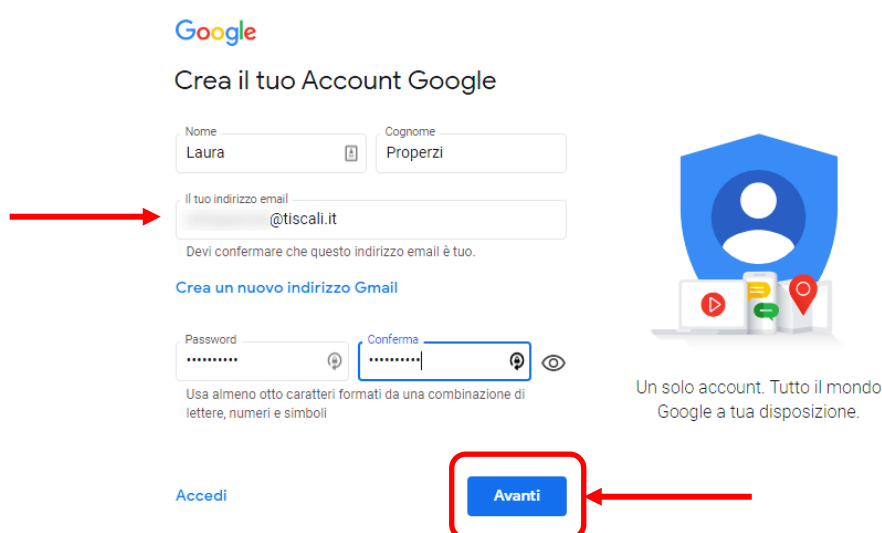 Google
Crea il tuo Account Google
Nome
Laura
Cognome
Properzi
Il tuo indirizzo email
@tiscali.it
Devi confermare che questo indirizzo email è tuo.
Crea un nuovo indirizzo Gmail
Password
••••••••••
Conferma
••••••••••
Usa almeno otto caratteri formati da una combinazione di
lettere, numeri e simboli
Un solo account. Tutto il mondo
Google a tua disposizione.
Accedi
Avanti